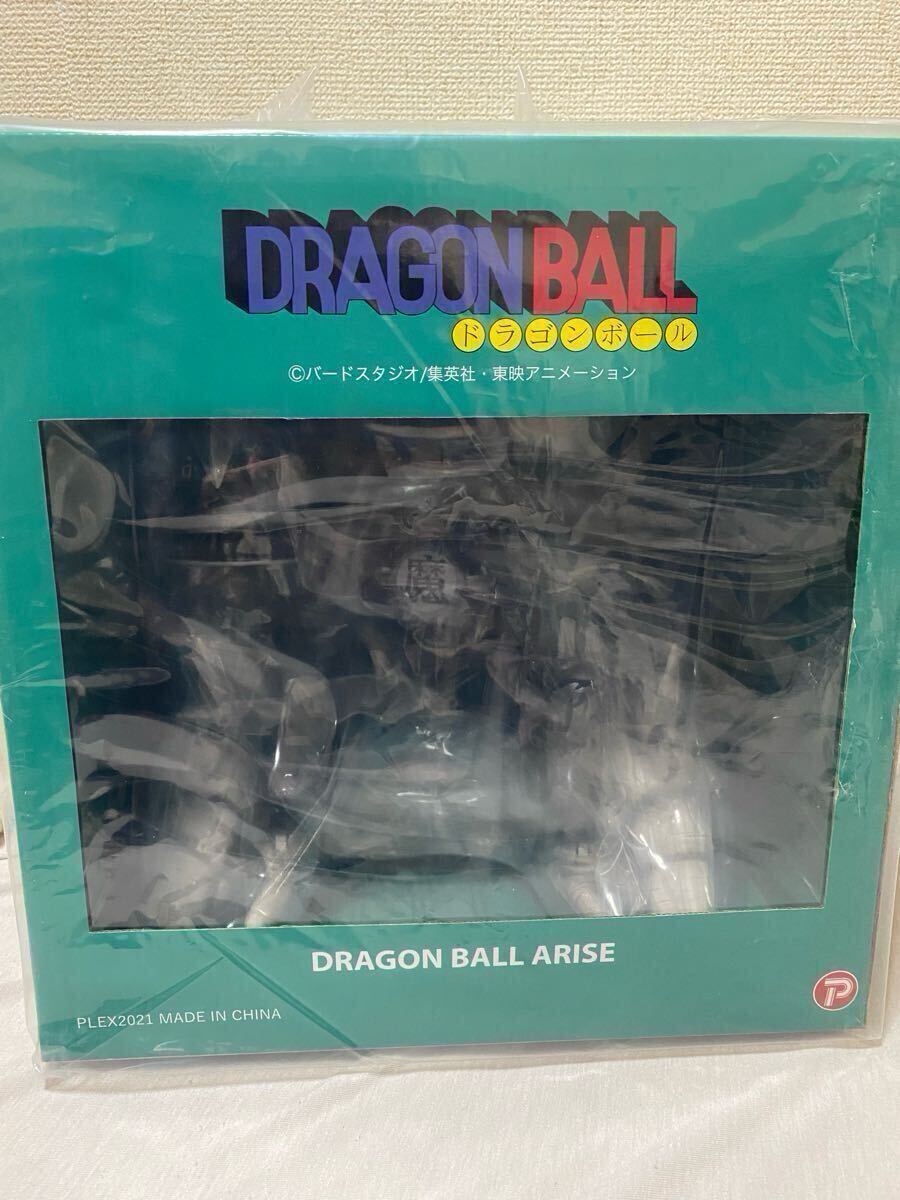 DRAGON BALL
ドラゴンボール
©バードスタジオ/集英社・東映アニメーション
魔
DRAGON BALL ARISE
P
PLEX2021 MADE IN CHINA